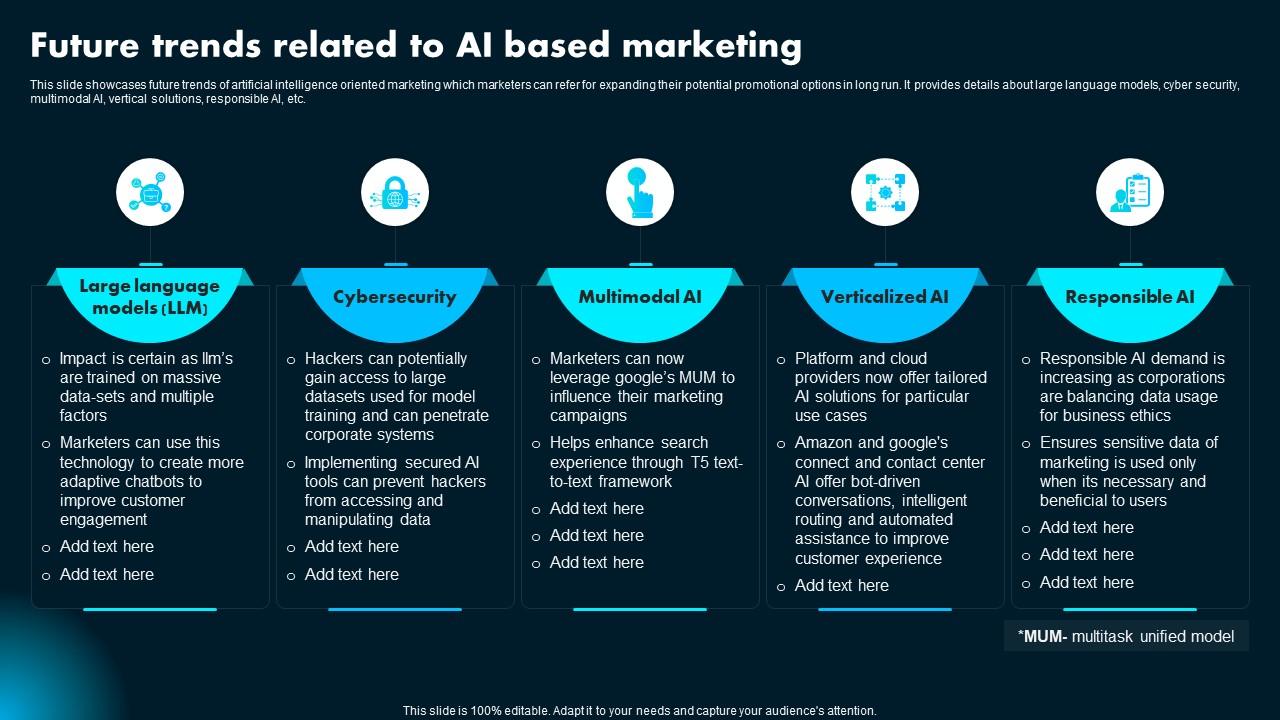 Future trends related to AI based marketing
This slide showcases future trends of artificial intelligence oriented marketing which marketers can refer for expanding their potential promotional options in long run. It provides details about large language models, cyber security,
multimodal AI, vertical solutions, responsible AI, etc.
Large language
models (LLM)
o Impact is certain as llm's
are trained on massive
data-sets and multiple
factors
o Marketers can use this
technology to create more
adaptive chatbots to
improve customer
engagement
o Add text here
o Add text here
Cybersecurity
o Hackers can potentially
gain access to large
datasets used for model
training and can penetrate
corporate systems
o Implementing secured AI
tools can prevent hackers
from accessing and
manipulating data
o Add text here
o Add text here
Multimodal AI
o Marketers can now
leverage google's MUM to
influence their marketing
campaigns
o Helps enhance search
experience through T5 text-
to-text framework
o Add text here
o Add text here
o Add text here
Verticalized AI
o Platform and cloud
providers now offer tailored
AI solutions for particular
use cases
o Amazon and google's
connect and contact center
AI offer bot-driven
conversations, intelligent
routing and automated
assistance to improve
customer experience
o Add text here
Responsible AI
o Responsible AI demand is
increasing as corporations
are balancing data usage
for business ethics
o Ensures sensitive data of
marketing is used only
when its necessary and
beneficial to users
o Add text here
o Add text here
o Add text here
*MUM- multitask unified model
This slide is 100% editable. Adapt it to your needs and capture your audience's attention.